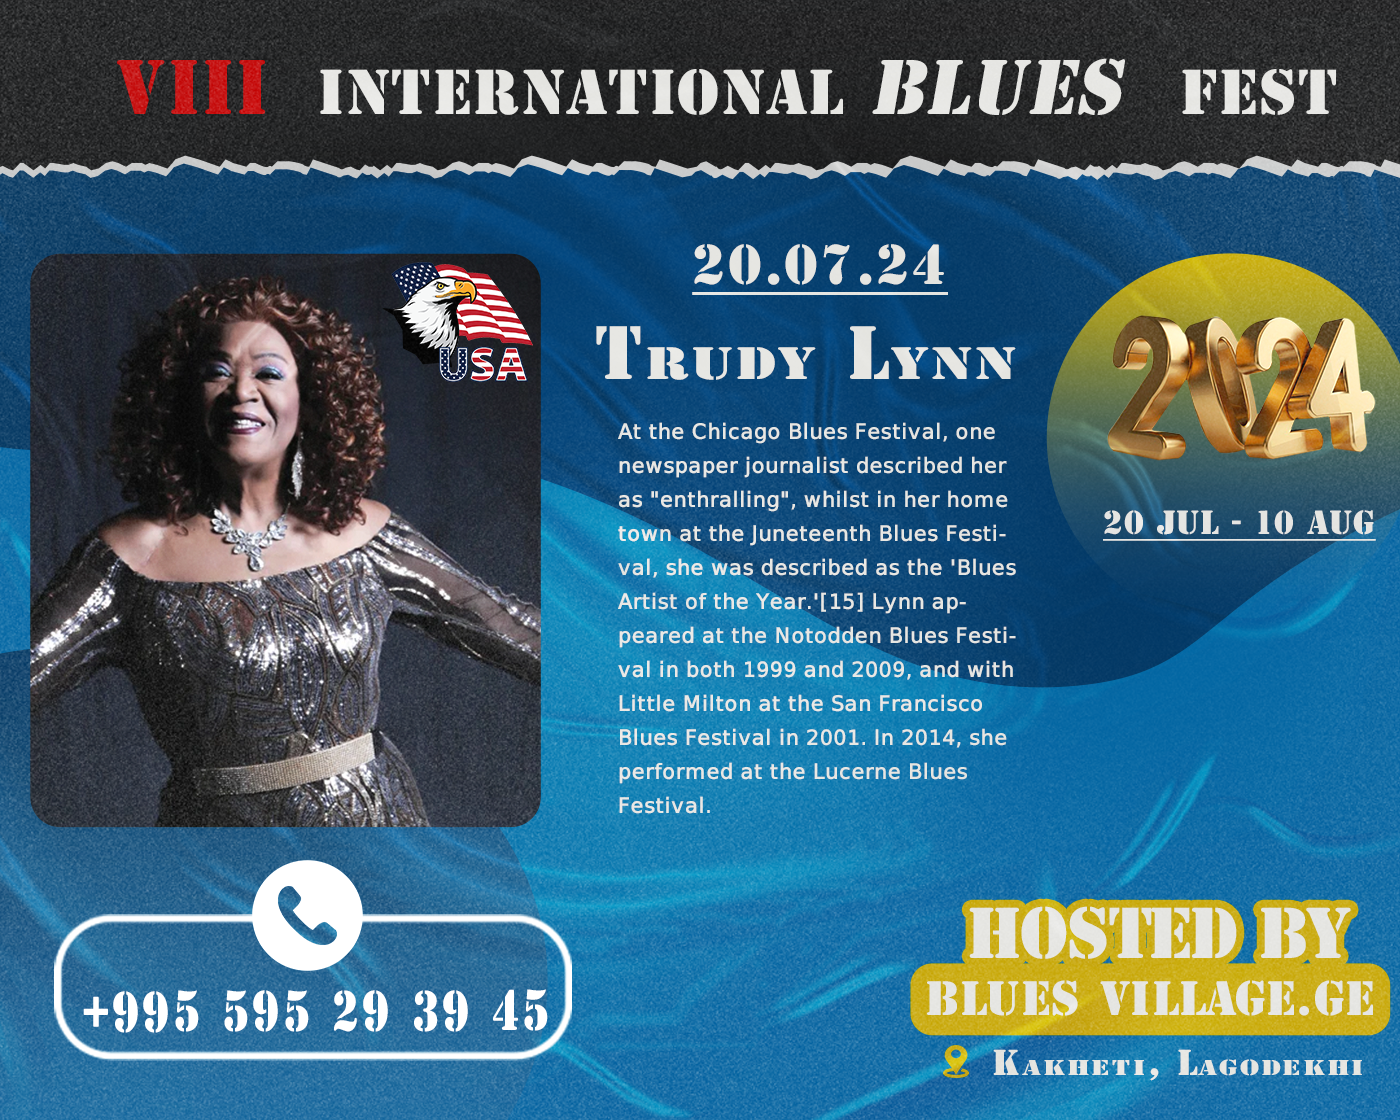 VIII INTERNATIONAL BLUES FEST
USA
20.07.24
TRUDY LYNN
At the Chicago Blues Festival, one
newspaper journalist described her
as "enthralling", whilst in her home
town at the Juneteenth Blues Festi-
val, she was described as the 'Blues
Artist of the Year.'[15] Lynn ap-
peared at the Notodden Blues Festi-
val in both 1999 and 2009, and with
Little Milton at the San Francisco
Blues Festival in 2001. In 2014, she
performed at the Lucerne Blues
Festival.
2024
20 JUL - 10 AUG
+995 595 29 39 45
HOSTED BY
BLUES VILLAGE.GE
KAKHETI, LAGODEKHI